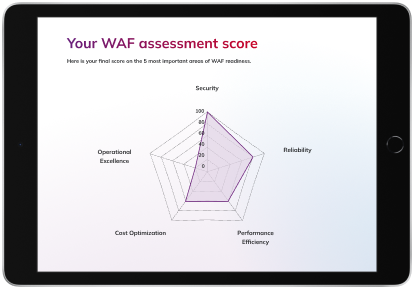 Your WAF assessment score
Here is your final score on the 5 most important areas of WAF readiness.
Security
100
80
60
40
20
0
Reliability
Operational
Excellence
Cost Optimization
Performance
Efficiency